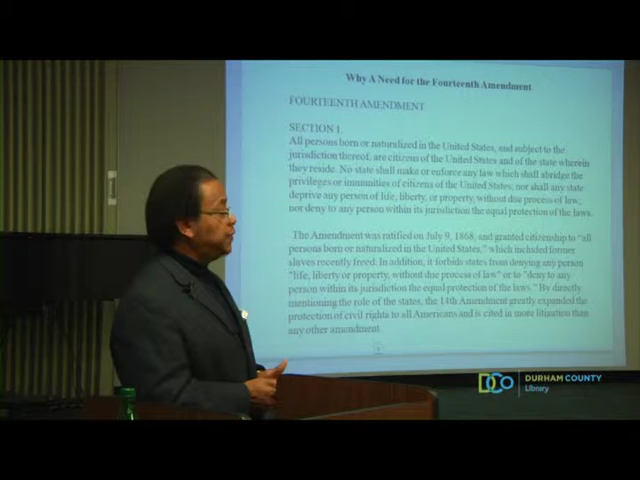 Why A Need for the Fourteenth Amendment
FOURTEENTH AMENDMENT
SECTION 1.
All persons born or naturalized in the United States, and subject to the
jurisdiction thereof, are citizens of the United States and of the state wherein
they reside. No state shall make or enforce any law which shall abridge the
privileges or immunities of citizens of the United States; nor shall any state
deprive any person of life, liberty, or property, without due process of law;
nor deny to any person within its jurisdiction the equal protection of the laws.
The Amendment was ratified on July 9, 1868, and granted citizenship to "all
persons born or naturalized in the United States," which included former
slaves recently freed. In addition, it forbids states from denying any person
"life, liberty or property, without due process of law" or to "deny to any
person within its jurisdiction the equal protection of the laws." By directly
mentioning the role of the states, the 14th Amendment greatly expanded the
protection of civil rights to all Americans and is cited in more litigation than
any other amendment
DCo DURHAM COUNTY
Library